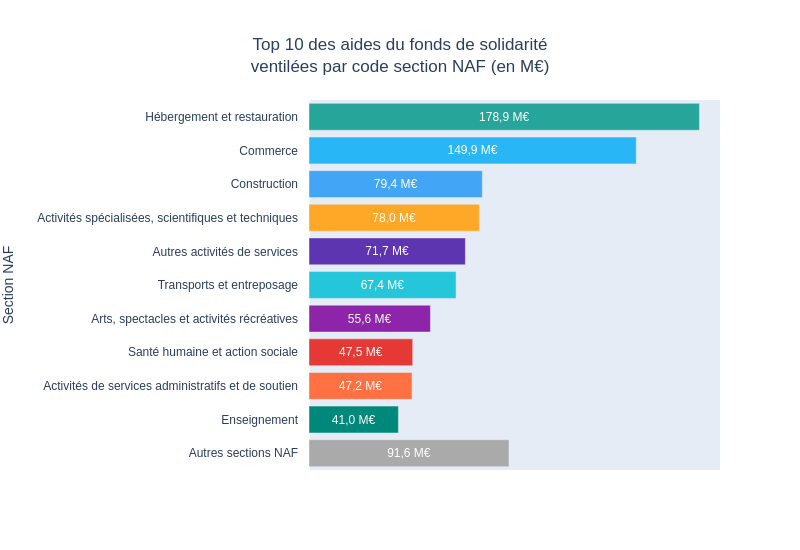 Top 10 des aides du fonds de solidarité
ventilées par code section NAF (en M€)
Section NAF
Hébergement et restauration 178,9 M€
Commerce 149,9 M€
Construction 79,4 M€
Activités spécialisées, scientifiques et techniques 78,0 M€
Autres activités de services 71,7 M€
Transports et entreposage 67,4 M€
Arts, spectacles et activités récréatives 55,6 M€
Santé humaine et action sociale 47,5 M€
Activités de services administratifs et de soutien 47,2 M€
Enseignement 41,0 M€
Autres sections NAF 91,6 M€